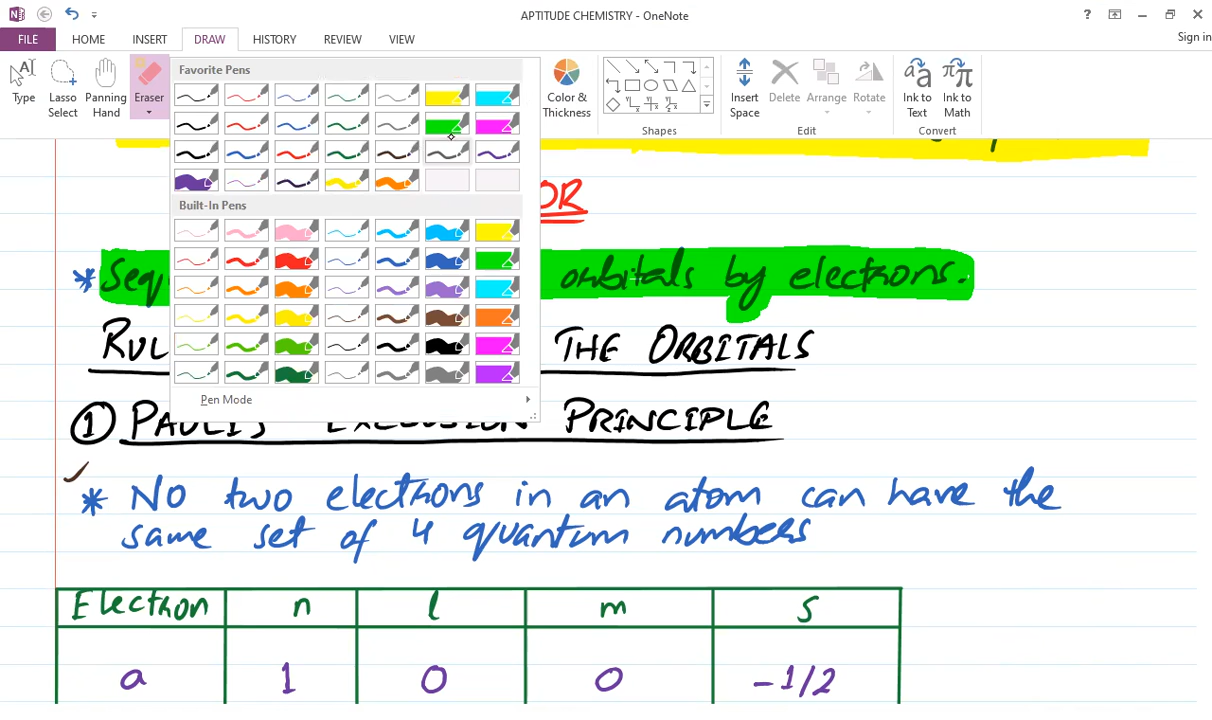 APTITUDE CHEMISTRY - OneNote
?
FILE HOME INSERT DRAW HISTORY REVIEW VIEW
Sign in
Type
Lasso Select
Panning Hand
Eraser
Favorite Pens
Built-In Pens
Pen Mode
Color & Thickness
Shapes
Insert Space
Delete
Arrange
Rotate
Edit
Ink to Text
Ink to Math
Convert
OR
* Seq orbitals by electrons.
RUL THE ORBITALS
① PAULI'S EXCLUSION PRINCIPLE
* No two electrons in an atom can have the
same set of 4 quantum numbers
Electron n l m s
a 1 0 0 -1/2